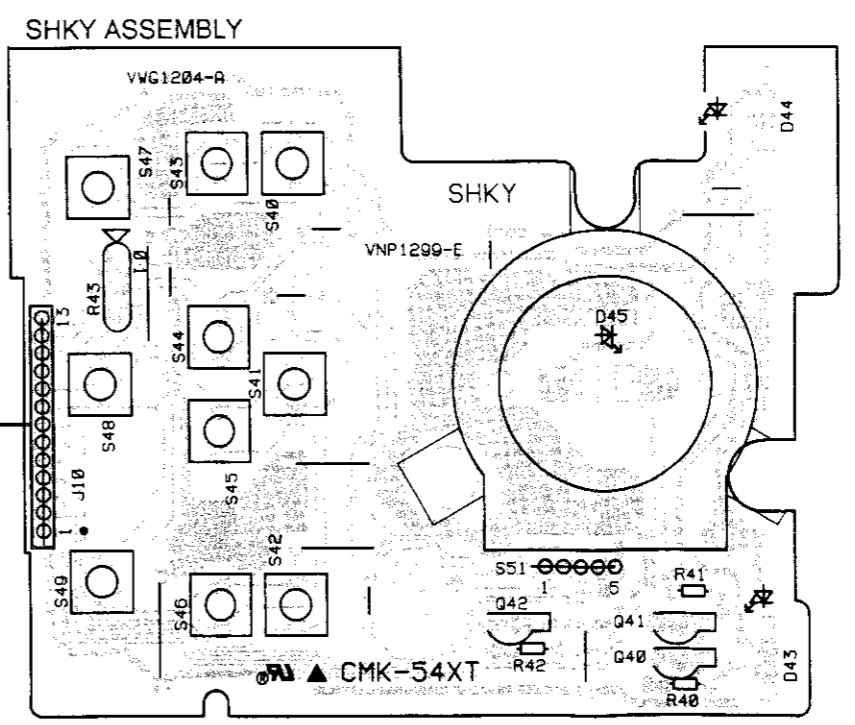 SHKY ASSEMBLY
VWG1204-A
D44
S47
S43
S40
SHKY
VNP1299-E
R43
10
13
D45
S44
S41
S48
S45
J10
1
S42
S51
1
5
R41
S49
S46
Q42
Q41
R42
Q40
D43
R40
CMK-54XT